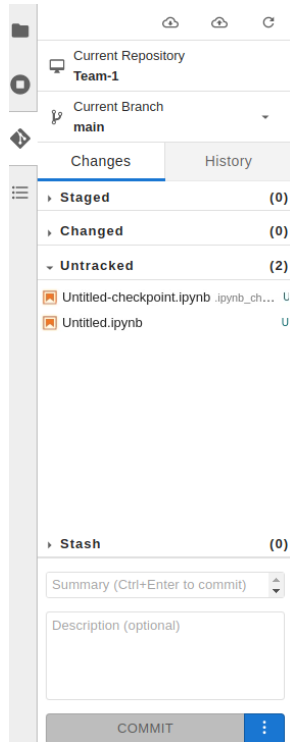 Current Repository
Team-1
Current Branch
main
Changes History
Staged (0)
Changed (0)
Untracked (2)
Untitled-checkpoint.ipynb .ipynb_ch... U
Untitled.ipynb U
Stash (0)
Summary (Ctrl+Enter to commit)
Description (optional)
COMMIT